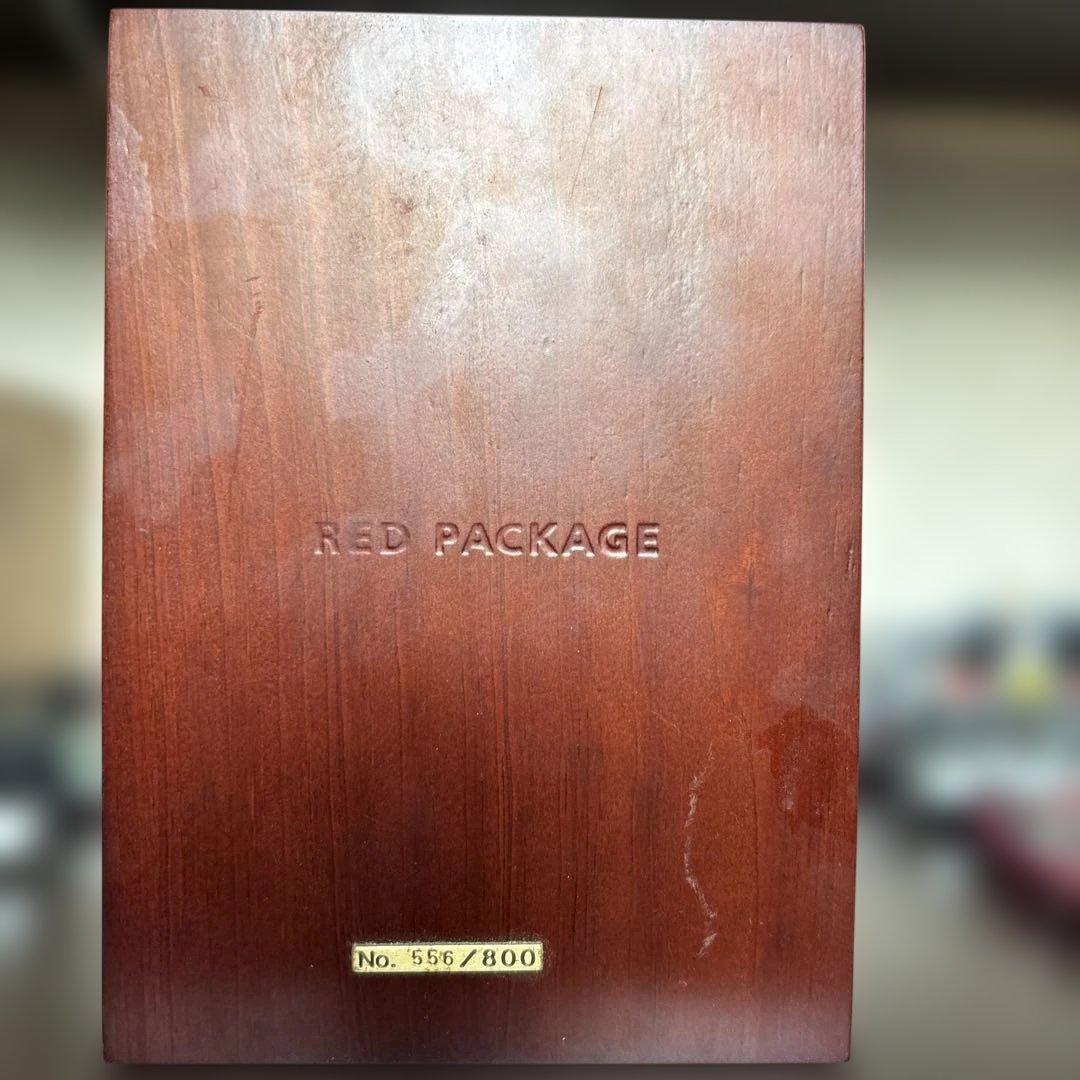 RED PACKAGE
No. 556/800